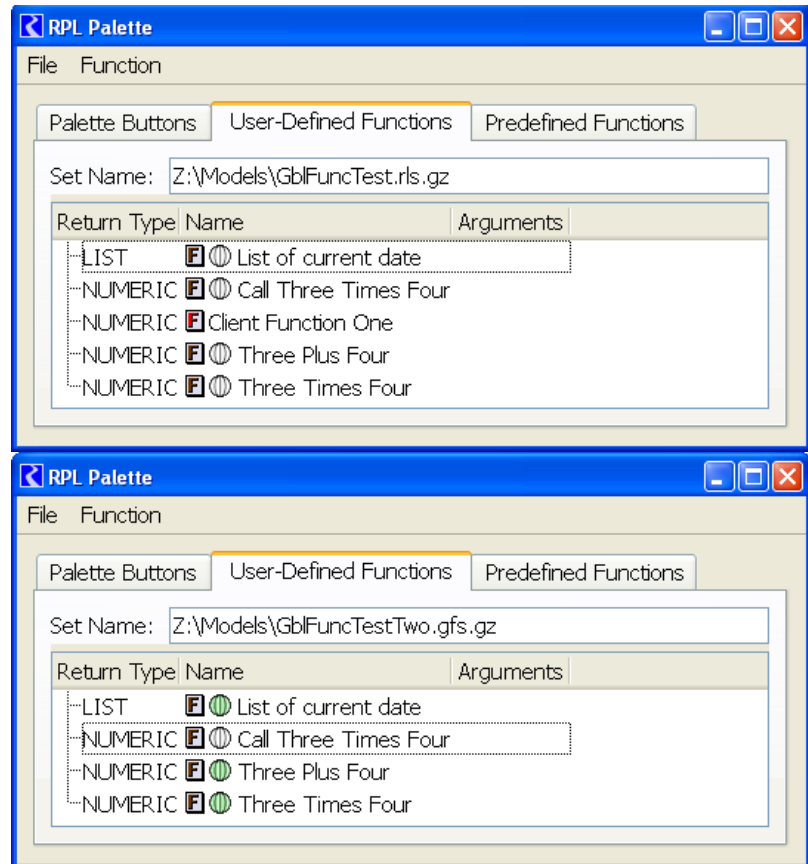 RPL Palette
File Function
Palette Buttons User-Defined Functions Predefined Functions
Set Name: Z:\Models\GblFuncTest.rls.gz
Return Type Name Arguments
LIST F List of current date
NUMERIC F Call Three Times Four
NUMERIC F Client Function One
NUMERIC F Three Plus Four
NUMERIC F Three Times Four
RPL Palette
File Function
Palette Buttons User-Defined Functions Predefined Functions
Set Name: Z:\Models\GblFuncTestTwo.gfs.gz
Return Type Name Arguments
LIST F List of current date
NUMERIC F Call Three Times Four
NUMERIC F Three Plus Four
NUMERIC F Three Times Four